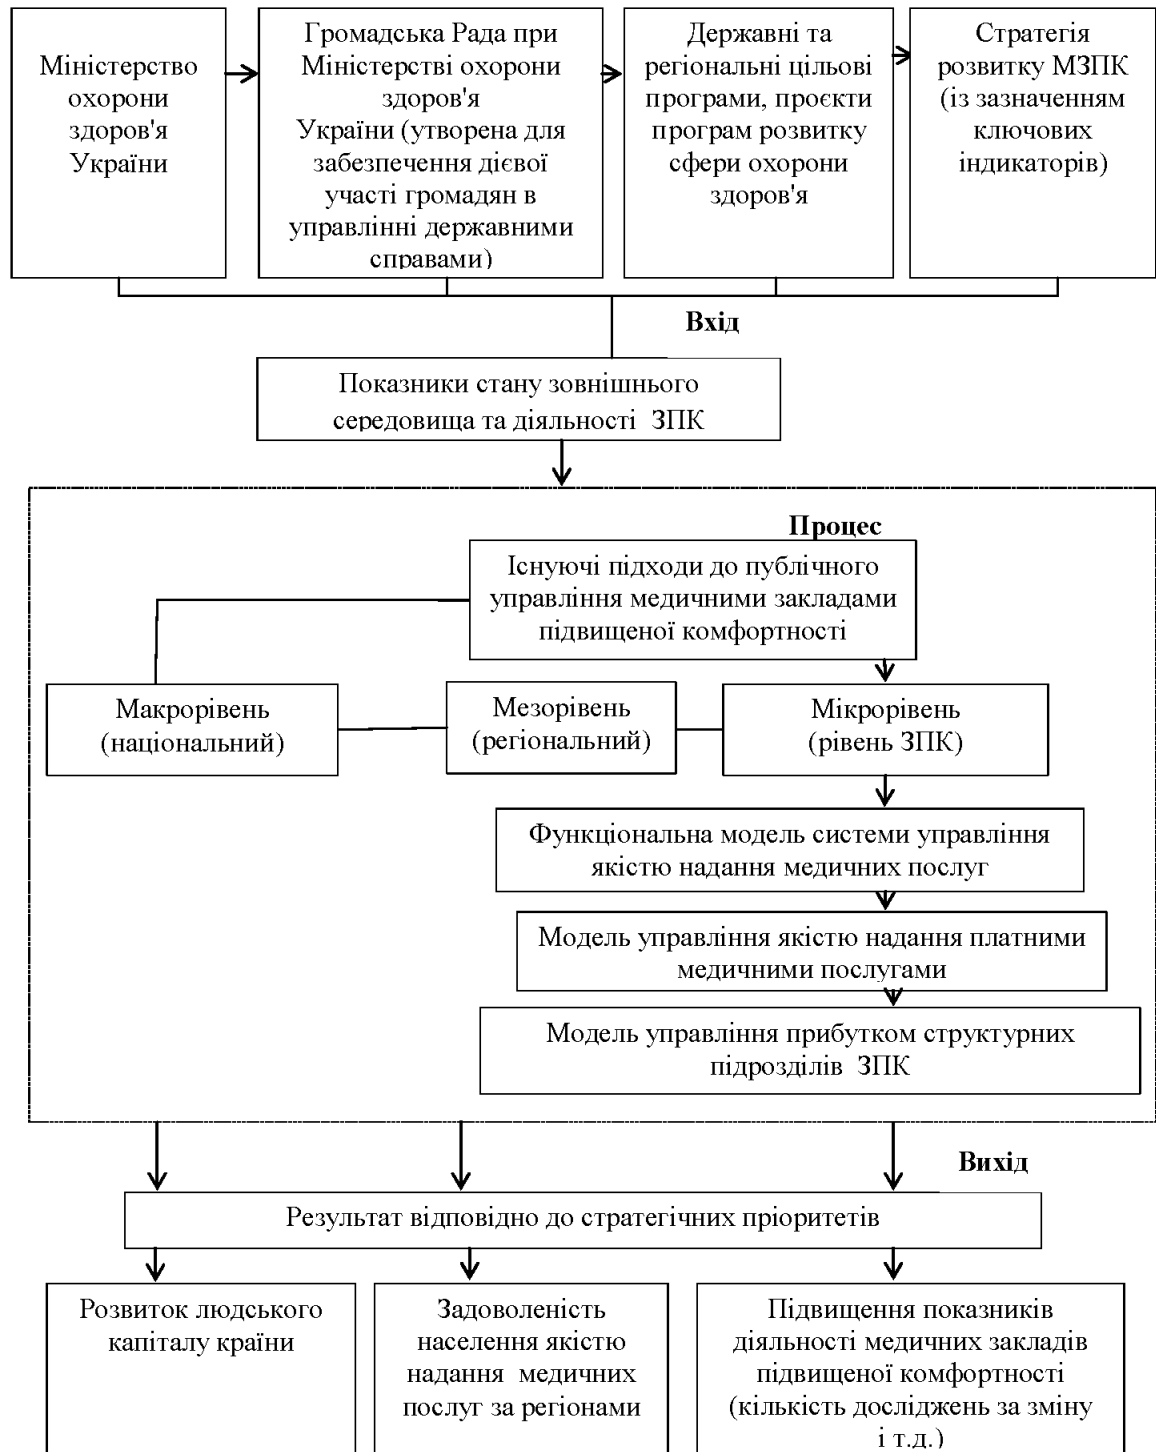 Міністерство
охорони
здоров'я
України
Громадська Рада при
Міністерстві охорони
здоров'я
України (утворена для
забезпечення дієвої
участі громадян в
управлінні державними
справами)
Державні та
регіональні цільові
програми, проєкти
програм розвитку
сфери охорони
здоров'я
Стратегія
розвитку МЗПК
(із зазначенням
ключових
індикаторів)
Вхід
Показники стану зовнішнього
середовища та діяльності ЗПК
Процес
Існуючі підходи до публічного
управління медичними закладами
підвищеної комфортності
Макрорівень
(національний)
Мезорівень
(регіональний)
Мікрорівень
(рівень ЗПК)
Функціональна модель системи управління
якістю надання медичних послуг
Модель управління якістю надання платними
медичними послугами
Модель управління прибутком структурних
підрозділів ЗПК
Вихід
Результат відповідно до стратегічних пріоритетів
Розвиток людського
капіталу країни
Задоволеність
населення якістю
надання медичних
послуг за регіонами
Підвищення показників
діяльності медичних закладів
підвищеної комфортності
(кількість досліджень за зміну
і т.д.)